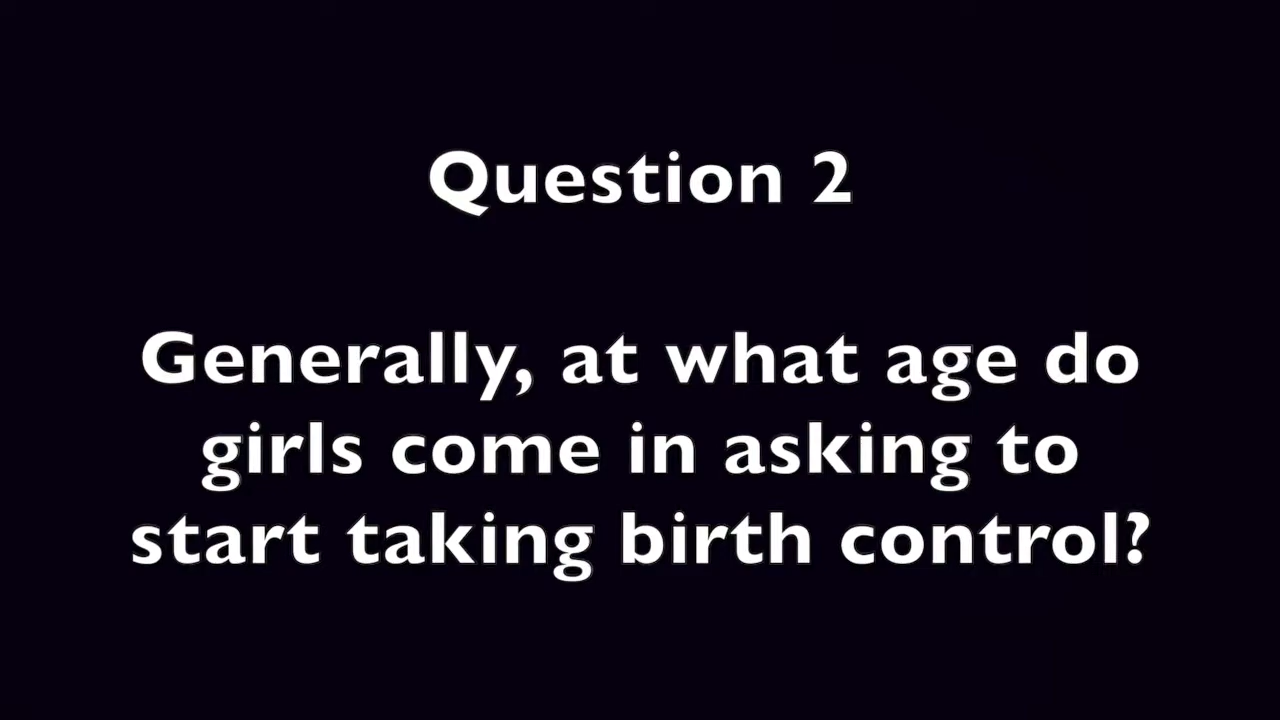 Question 2
Generally, at what age do
girls come in asking to
start taking birth control?